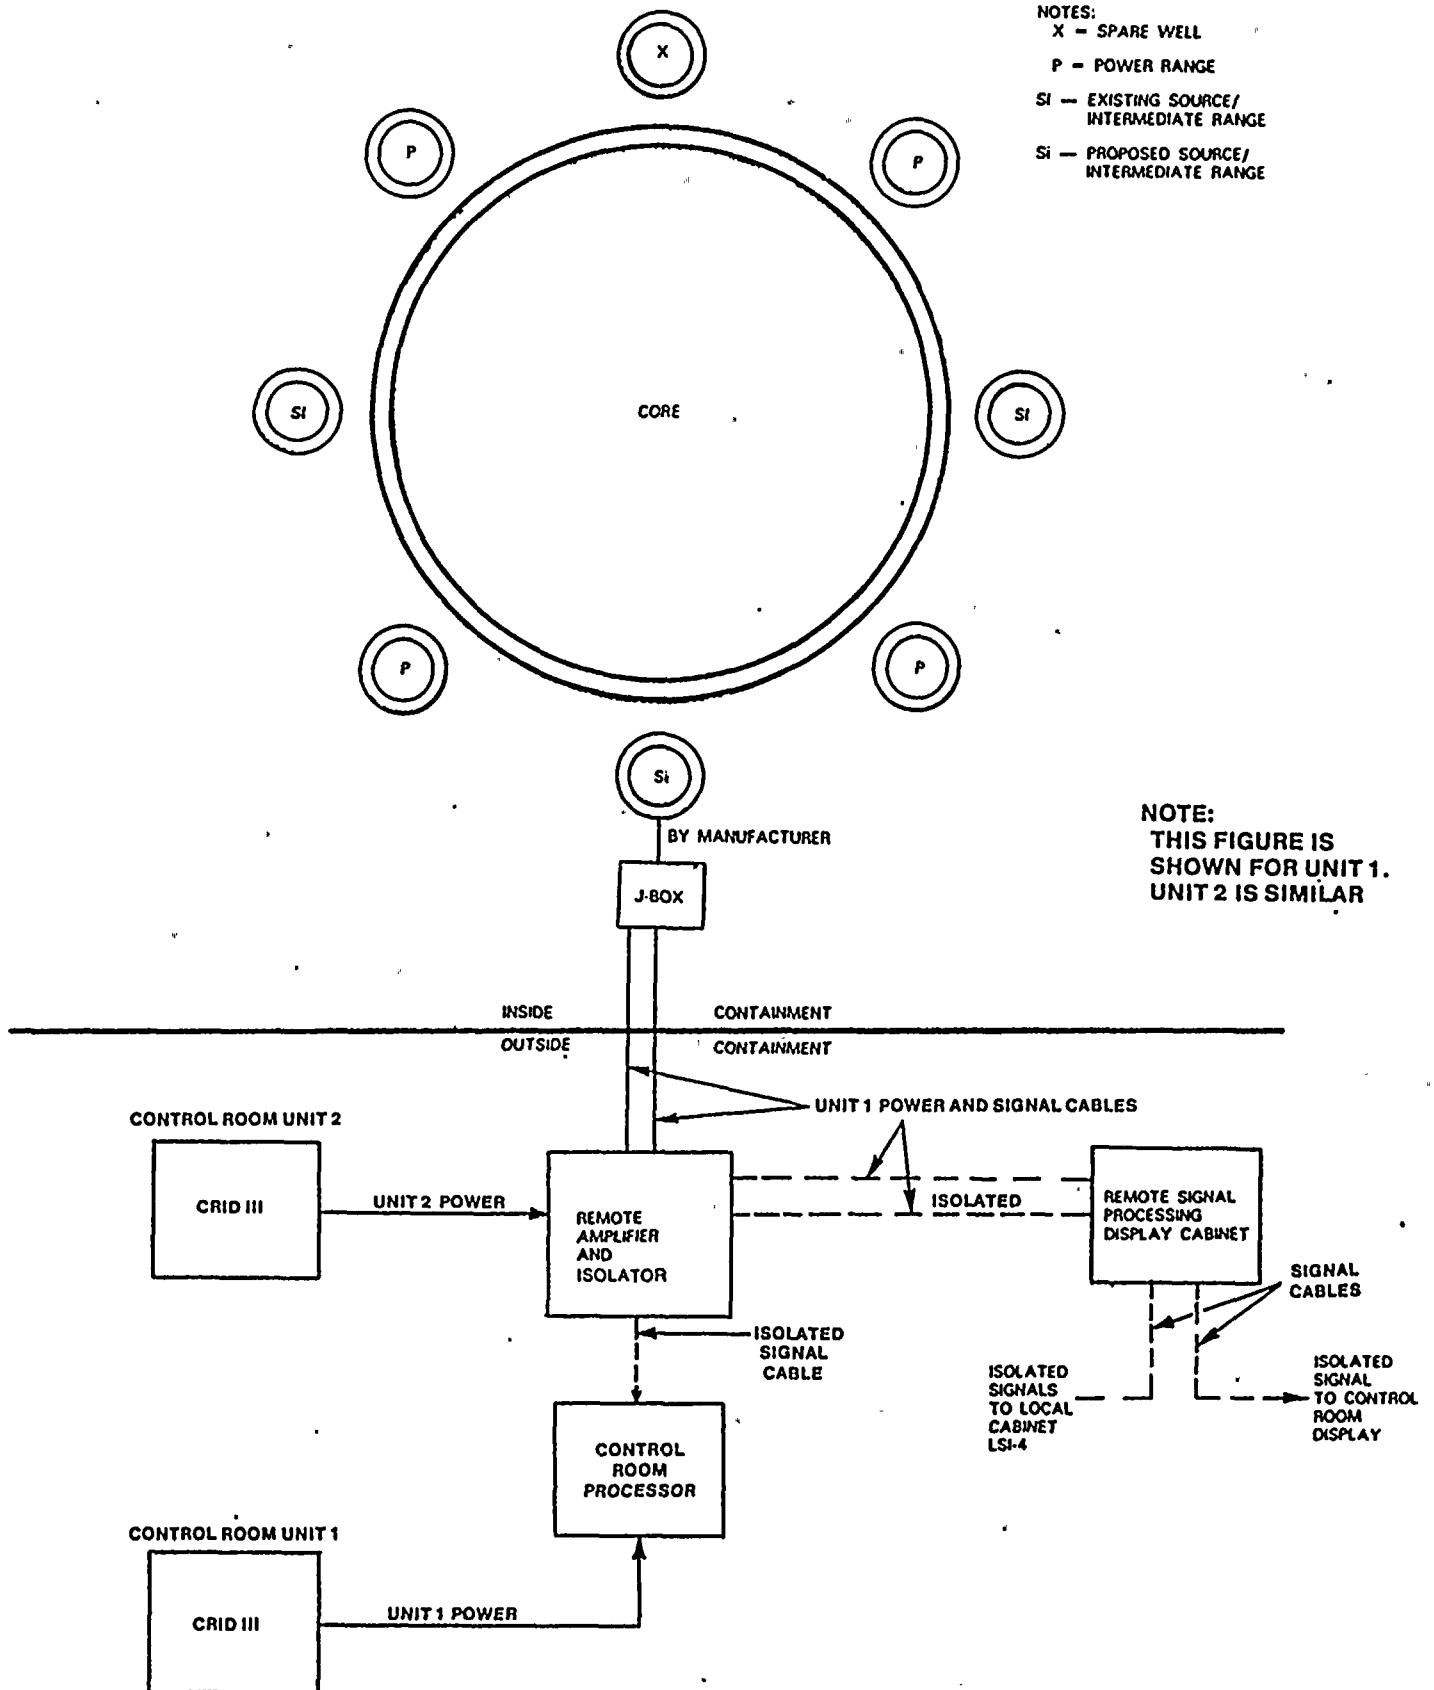 NOTES:
X - SPARE WELL
P - POWER RANGE
SI - EXISTING SOURCE/
INTERMEDIATE RANGE
Si - PROPOSED SOURCE/
INTERMEDIATE RANGE
X
P
P
SI
CORE
SI
P
P
Si
BY MANUFACTURER
J-BOX
NOTE:
THIS FIGURE IS
SHOWN FOR UNIT 1.
UNIT 2 IS SIMILAR
INSIDE CONTAINMENT
OUTSIDE CONTAINMENT
UNIT 1 POWER AND SIGNAL CABLES
CONTROL ROOM UNIT 2
CRID III
UNIT 2 POWER
REMOTE
AMPLIFIER
AND
ISOLATOR
ISOLATED
REMOTE SIGNAL
PROCESSING
DISPLAY CABINET
SIGNAL
CABLES
ISOLATED
SIGNAL
CABLE
ISOLATED
SIGNALS
TO LOCAL
CABINET
LSI-4
ISOLATED
SIGNAL
TO CONTROL
ROOM
DISPLAY
CONTROL
ROOM
PROCESSOR
CONTROL ROOM UNIT 1
CRID III
UNIT 1 POWER